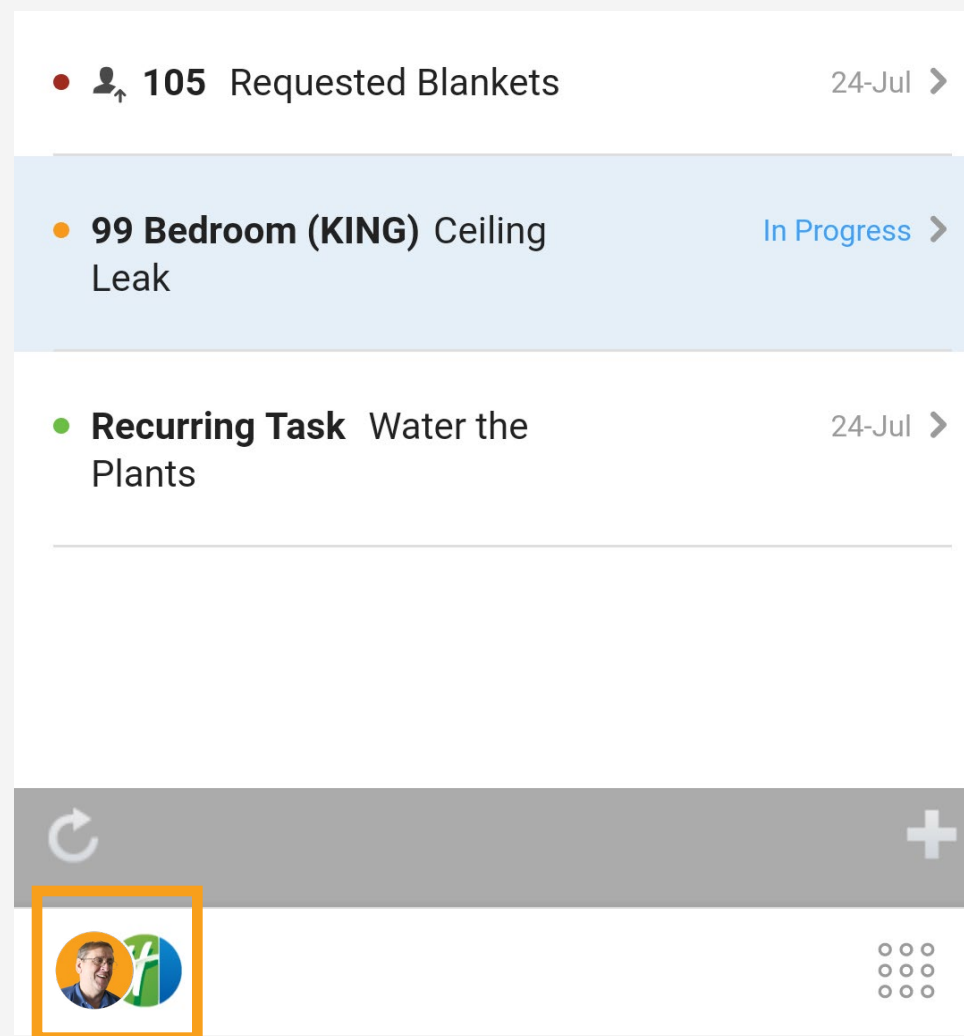 105 Requested Blankets 24-Jul
99 Bedroom (KING) Ceiling In Progress
Leak
Recurring Task Water the 24-Jul
Plants
H